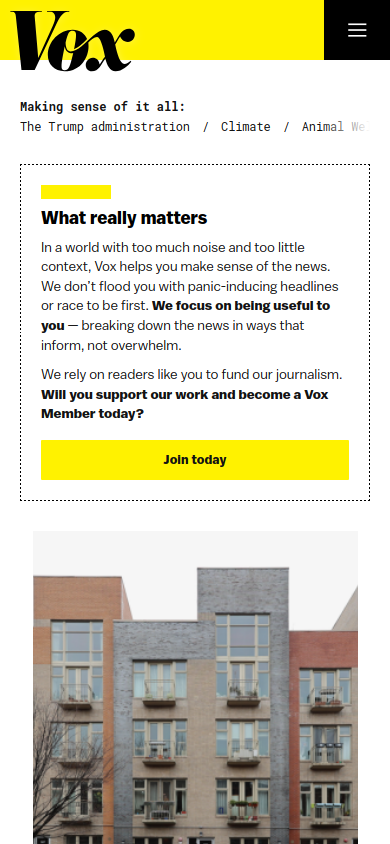 Vox
Making sense of it all:
The Trump administration / Climate / Animal We
What really matters
In a world with too much noise and too little
context, Vox helps you make sense of the news.
We don't flood you with panic-inducing headlines
or race to be first. We focus on being useful to
you — breaking down the news in ways that
inform, not overwhelm.
We rely on readers like you to fund our journalism.
Will you support our work and become a Vox
Member today?
Join today